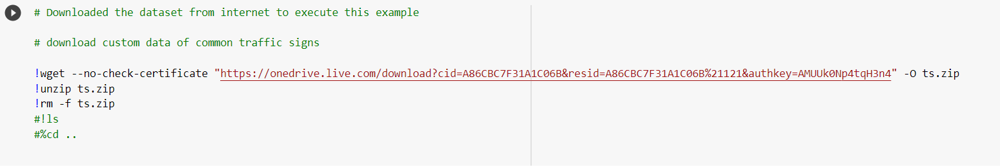 # Downloaded the dataset from internet to execute this example
# download custom data of common traffic signs
!wget --no-check-certificate "https://onedrive.live.com/download?cid=A86CBC7F31A1C06B&resid=A86CBC7F31A1C06B%21121&authkey=AMUUk0Np4tqH3n4" -O ts.zip
!unzip ts.zip
!rm -f ts.zip
#!ls
#%cd ..